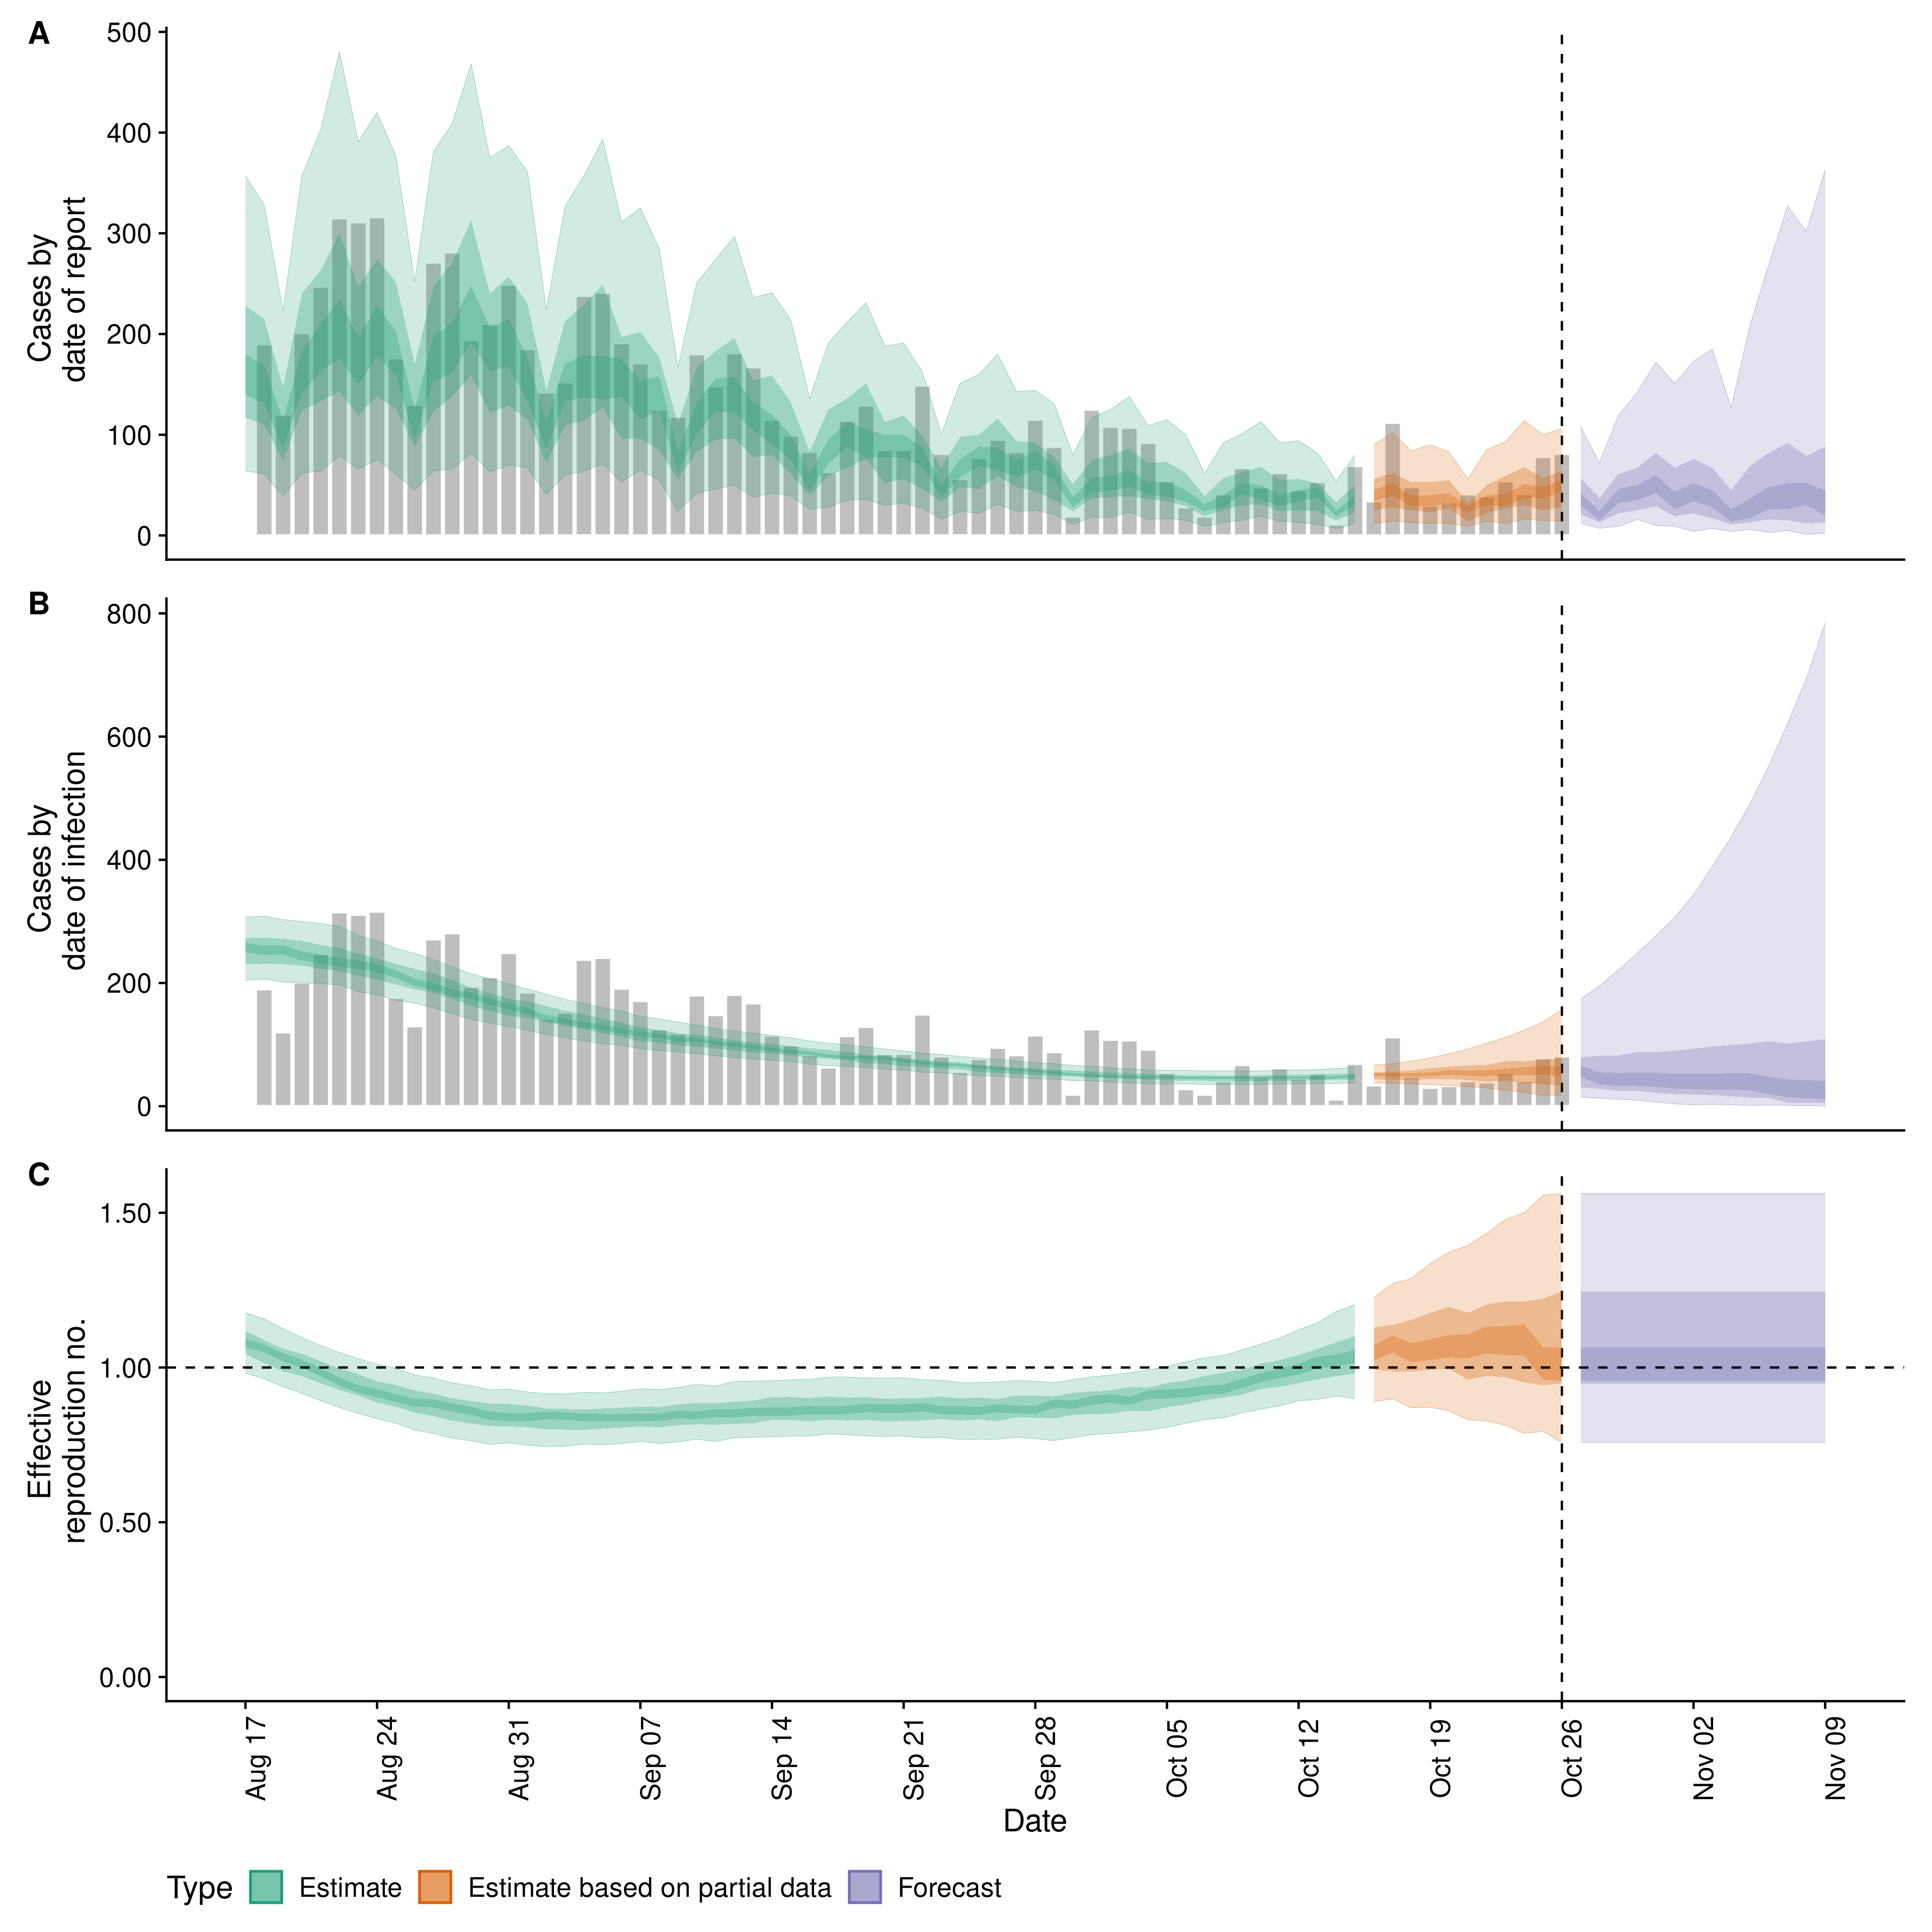 A
500
400
300
200
100
0
Cases by
date of report
B
800
600
400
200
0
Cases by
date of infection
C
1.50
1.00
0.50
0.00
Effective
reproduction no.
Aug 17
Aug 24
Aug 31
Sep 07
Sep 14
Sep 21
Sep 28
Oct 05
Oct 12
Oct 19
Oct 26
Nov 02
Nov 09
Date
Type Estimate Estimate based on partial data Forecast